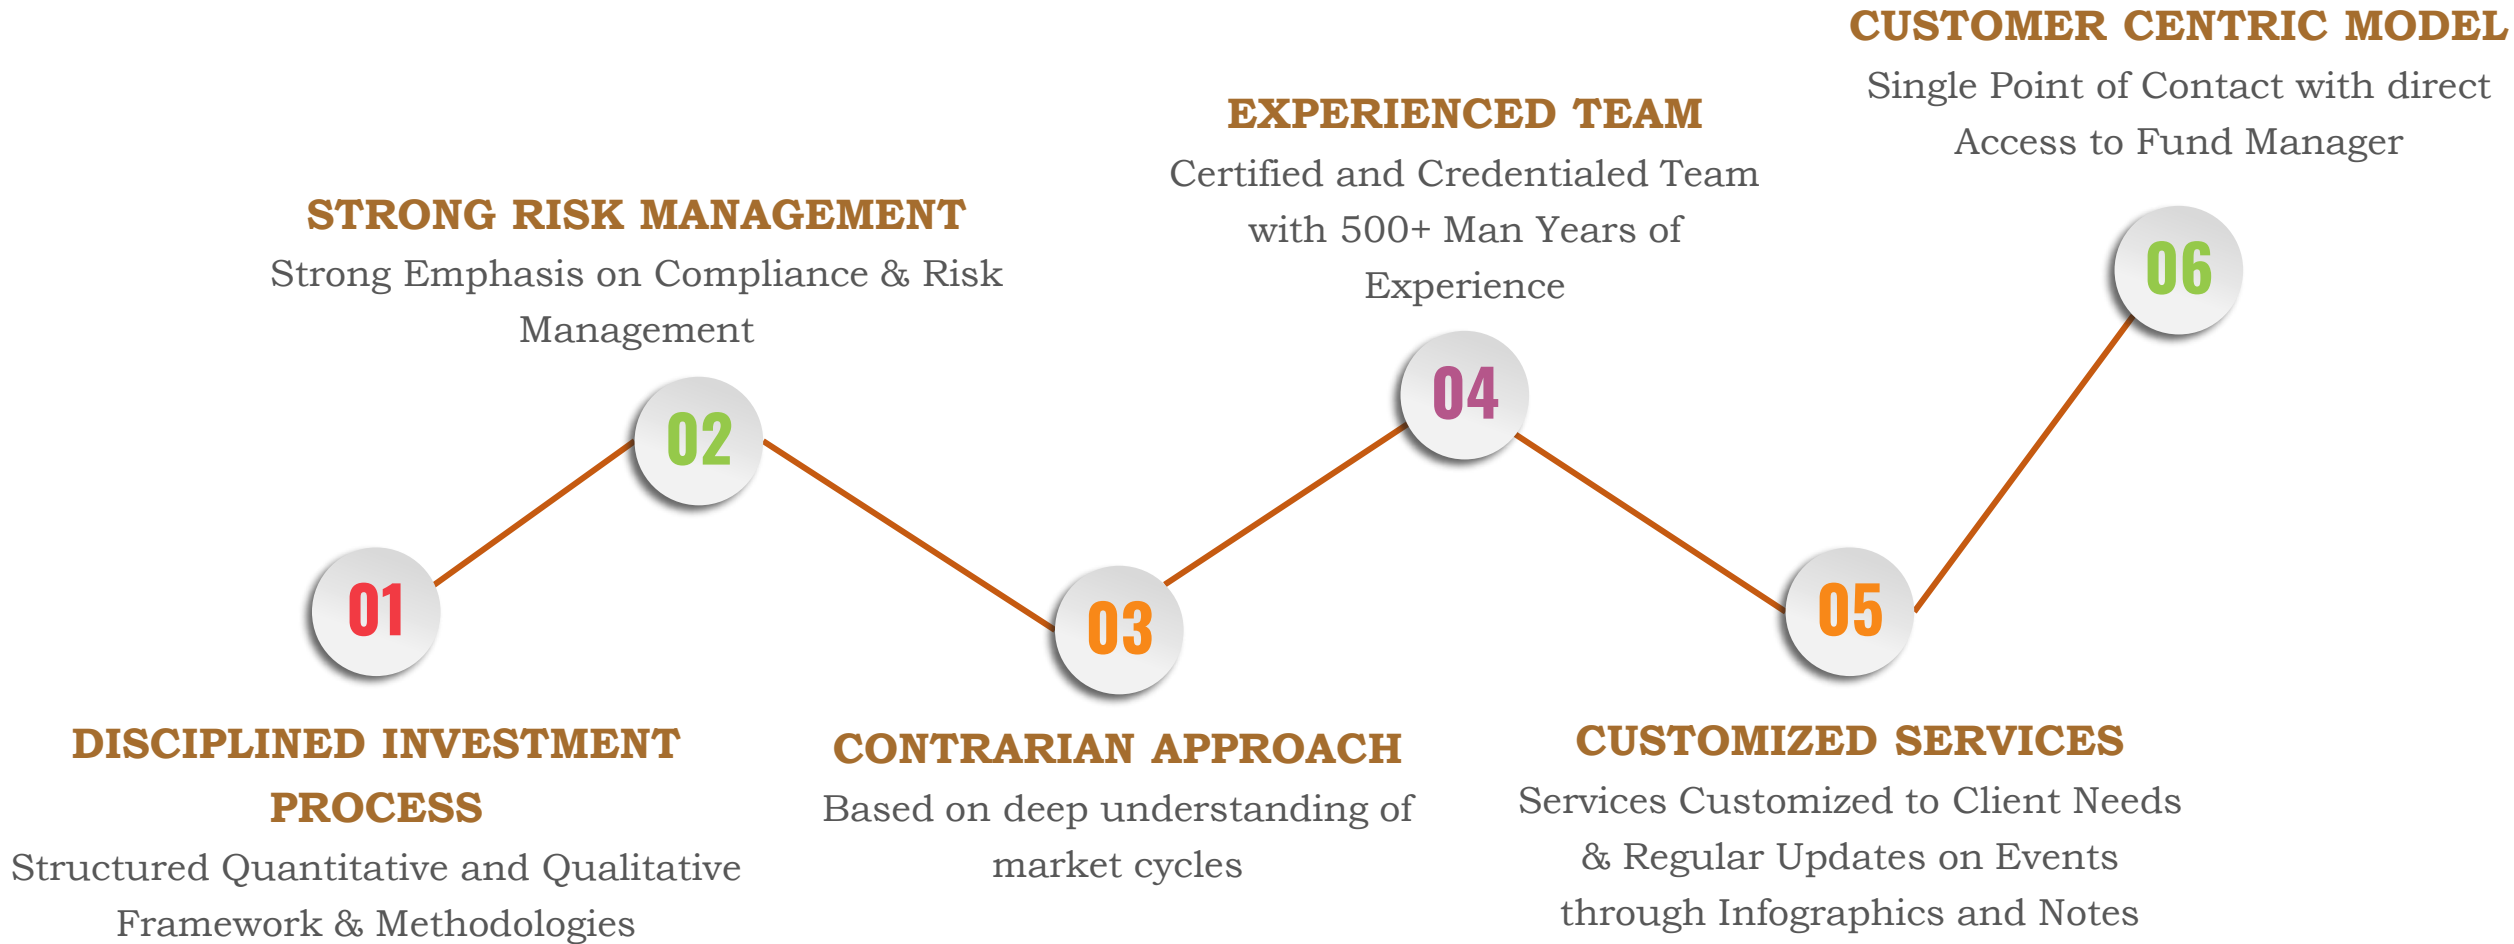 01
DISCIPLINED INVESTMENT
PROCESS
Structured Quantitative and Qualitative
Framework & Methodologies
STRONG RISK MANAGEMENT
Strong Emphasis on Compliance & Risk
Management
02
03
CONTRARIAN APPROACH
Based on deep understanding of
market cycles
EXPERIENCED TEAM
Certified and Credentialed Team
with 500+ Man Years of
Experience
04
05
CUSTOMIZED SERVICES
Services Customized to Client Needs
& Regular Updates on Events
through Infographics and Notes
CUSTOMER CENTRIC MODEL
Single Point of Contact with direct
Access to Fund Manager
06